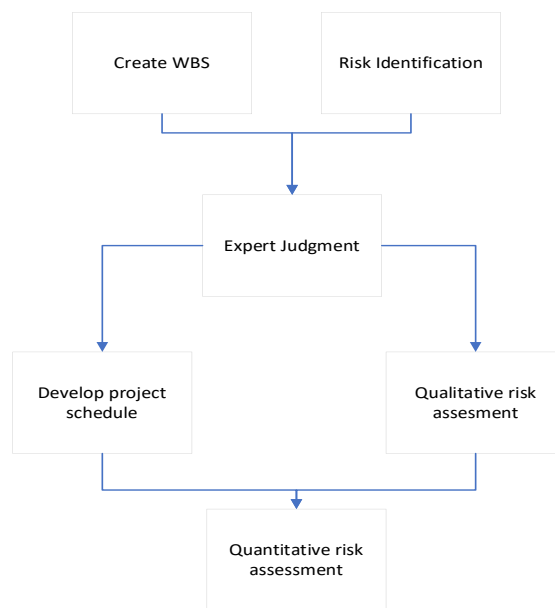 Create WBS
Risk Identification
Expert Judgment
Develop project
schedule
Qualitative risk
assesment
Quantitative risk
assessment